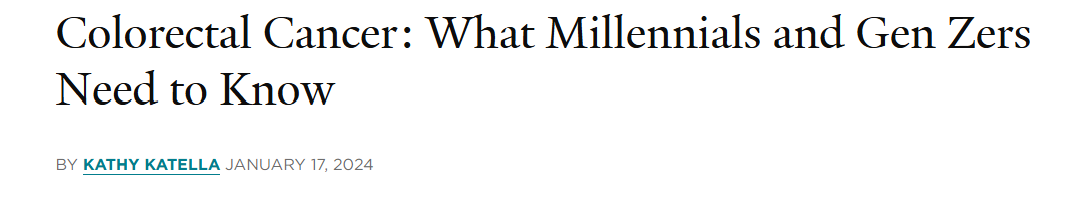 Colorectal Cancer: What Millennials and Gen Zers
Need to Know
BY KATHY KATELLA JANUARY 17, 2024